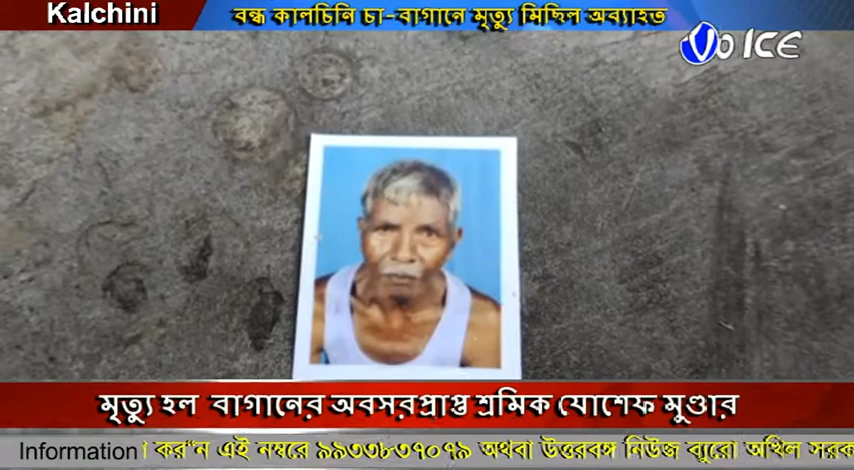 Kalchini
বন্ধ কালচিনি চা-বাগানে মৃত্যু মিছিল অব্যাহত
VOICE
মৃত্যু হল বাগানের অবসরপ্রাপ্ত শ্রমিক যোশেফ মুণ্ডার
Information
কর“ন এই নম্বরে ৯৯৩৩৮৩৭০৭৯ অথবা উত্তরবঙ্গ নিউজ ব্যুরো অখিল সরক